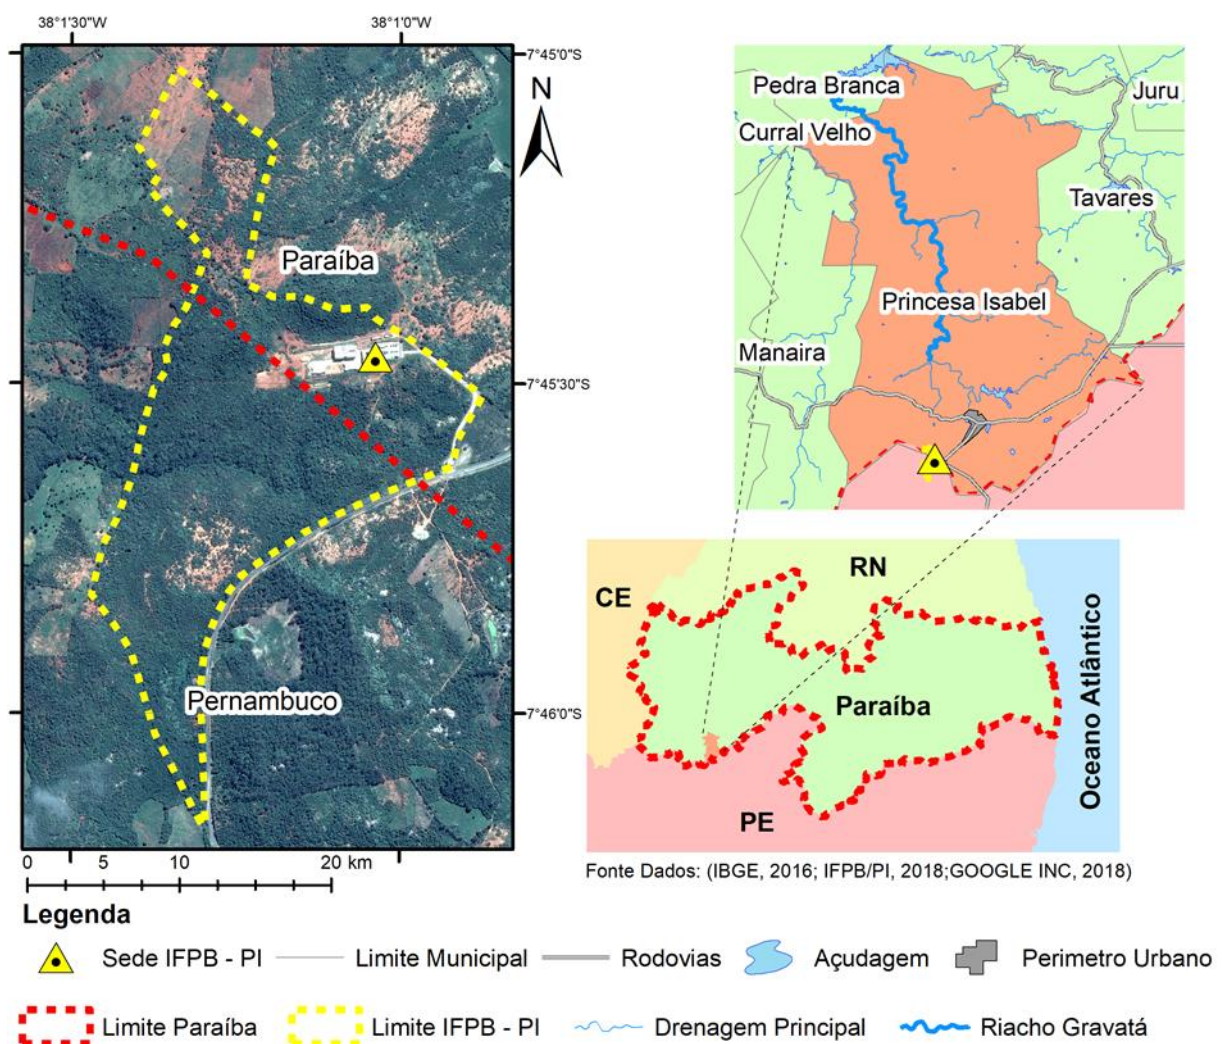 38°1'30"W
38°1'0"W
7°45'0"S
N
Paraíba
7°45'30"S
Pernambuco
7°46'0"S
0 5 10 20 km
Pedra Branca
Juru
Curral Velho
Tavares
Princesa Isabel
Manaira
CE
RN
Paraíba
PE
Oceano Atlântico
Fonte Dados: (IBGE, 2016; IFPB/PI, 2018;GOOGLE INC, 2018)
Legenda
Sede IFPB - PI Limite Municipal Rodovias Açudagem Perimetro Urbano
Limite Paraíba Limite IFPB - PI Drenagem Principal Riacho Gravatá